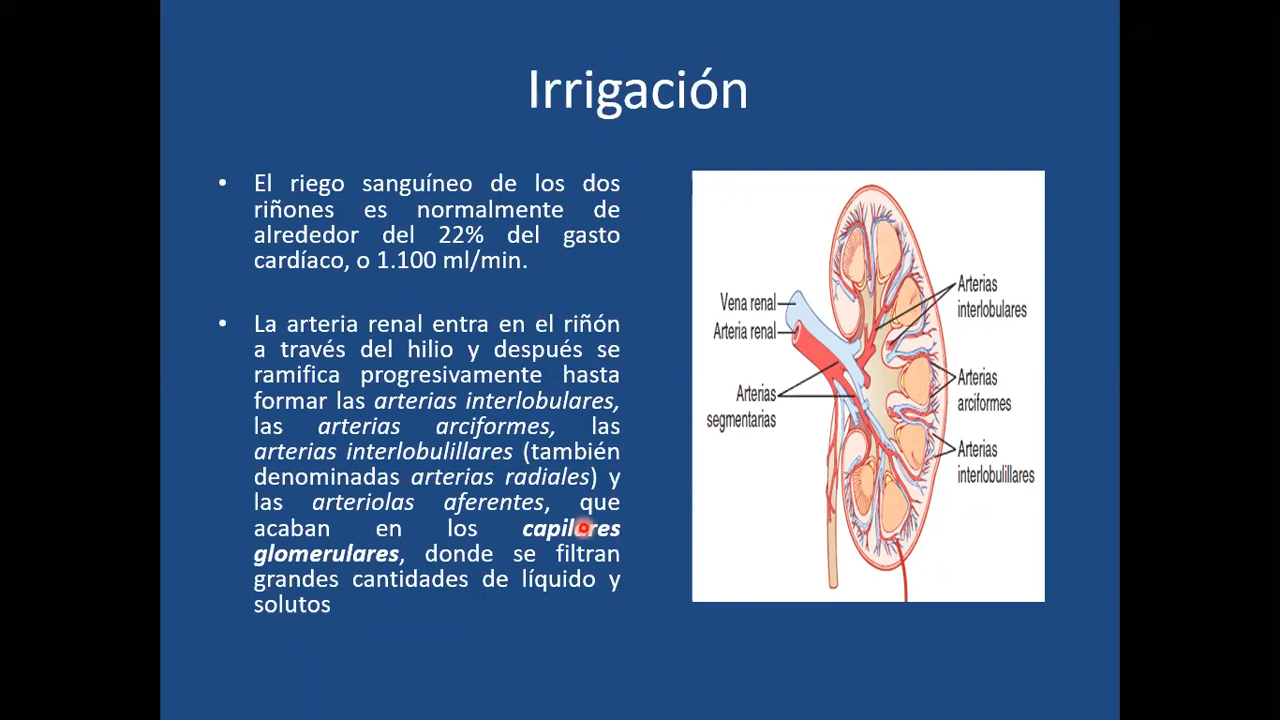 Irrigación
• El riego sanguíneo de los dos
riñones es normalmente de
alrededor del 22% del gasto
cardíaco, o 1.100 ml/min.
• La arteria renal entra en el riñón
a través del hilio y después se
ramifica progresivamente hasta
formar las arterias interlobulares,
las arterias arciformes, las
arterias interlobulillares (también
denominadas arterias radiales) y
las arteriolas aferentes, que
acaban en los capilares
glomerulares, donde se filtran
grandes cantidades de líquido y
solutos
Vena renal
Arteria renal
Arterias
segmentarias
Arterias
interlobulares
Arterias
arciformes
Arterias
interlobulillares